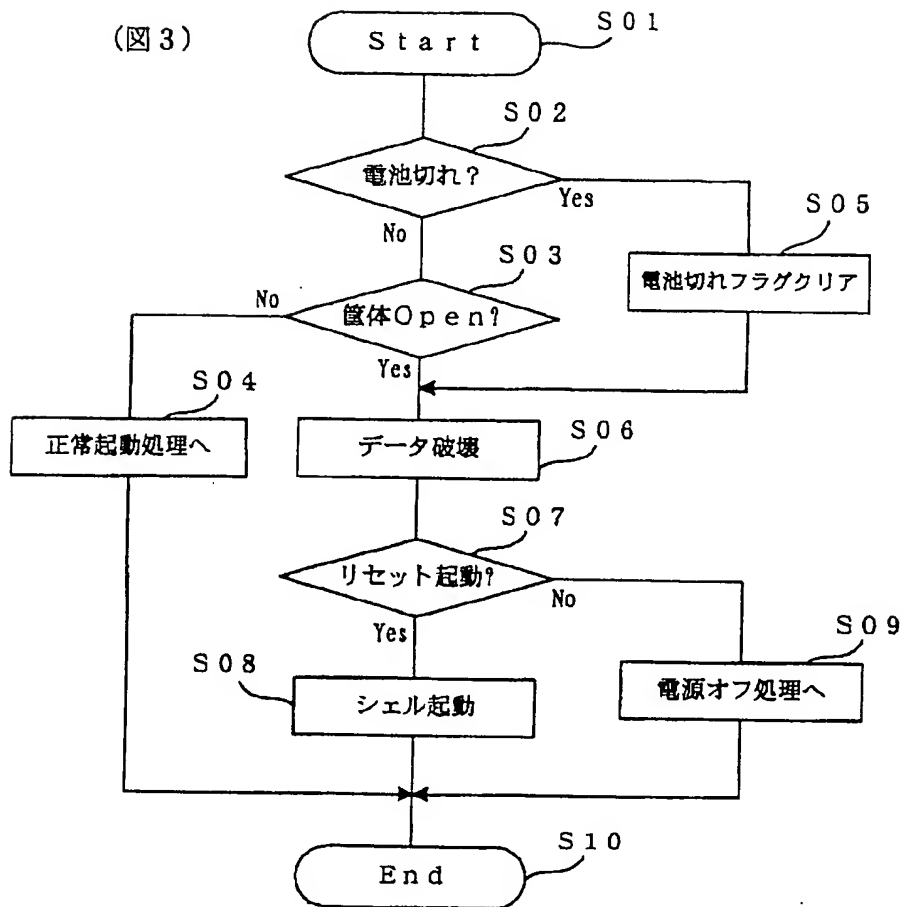 (図3)
Start
S01
S02
電池切れ?
Yes
No
S05
電池切れフラグクリア
S03
筐体Open?
No
Yes
S04
正常起動処理へ
データ破壊
S06
S07
リセット起動?
No
Yes
S08
シェル起動
S09
電源オフ処理へ
End
S10